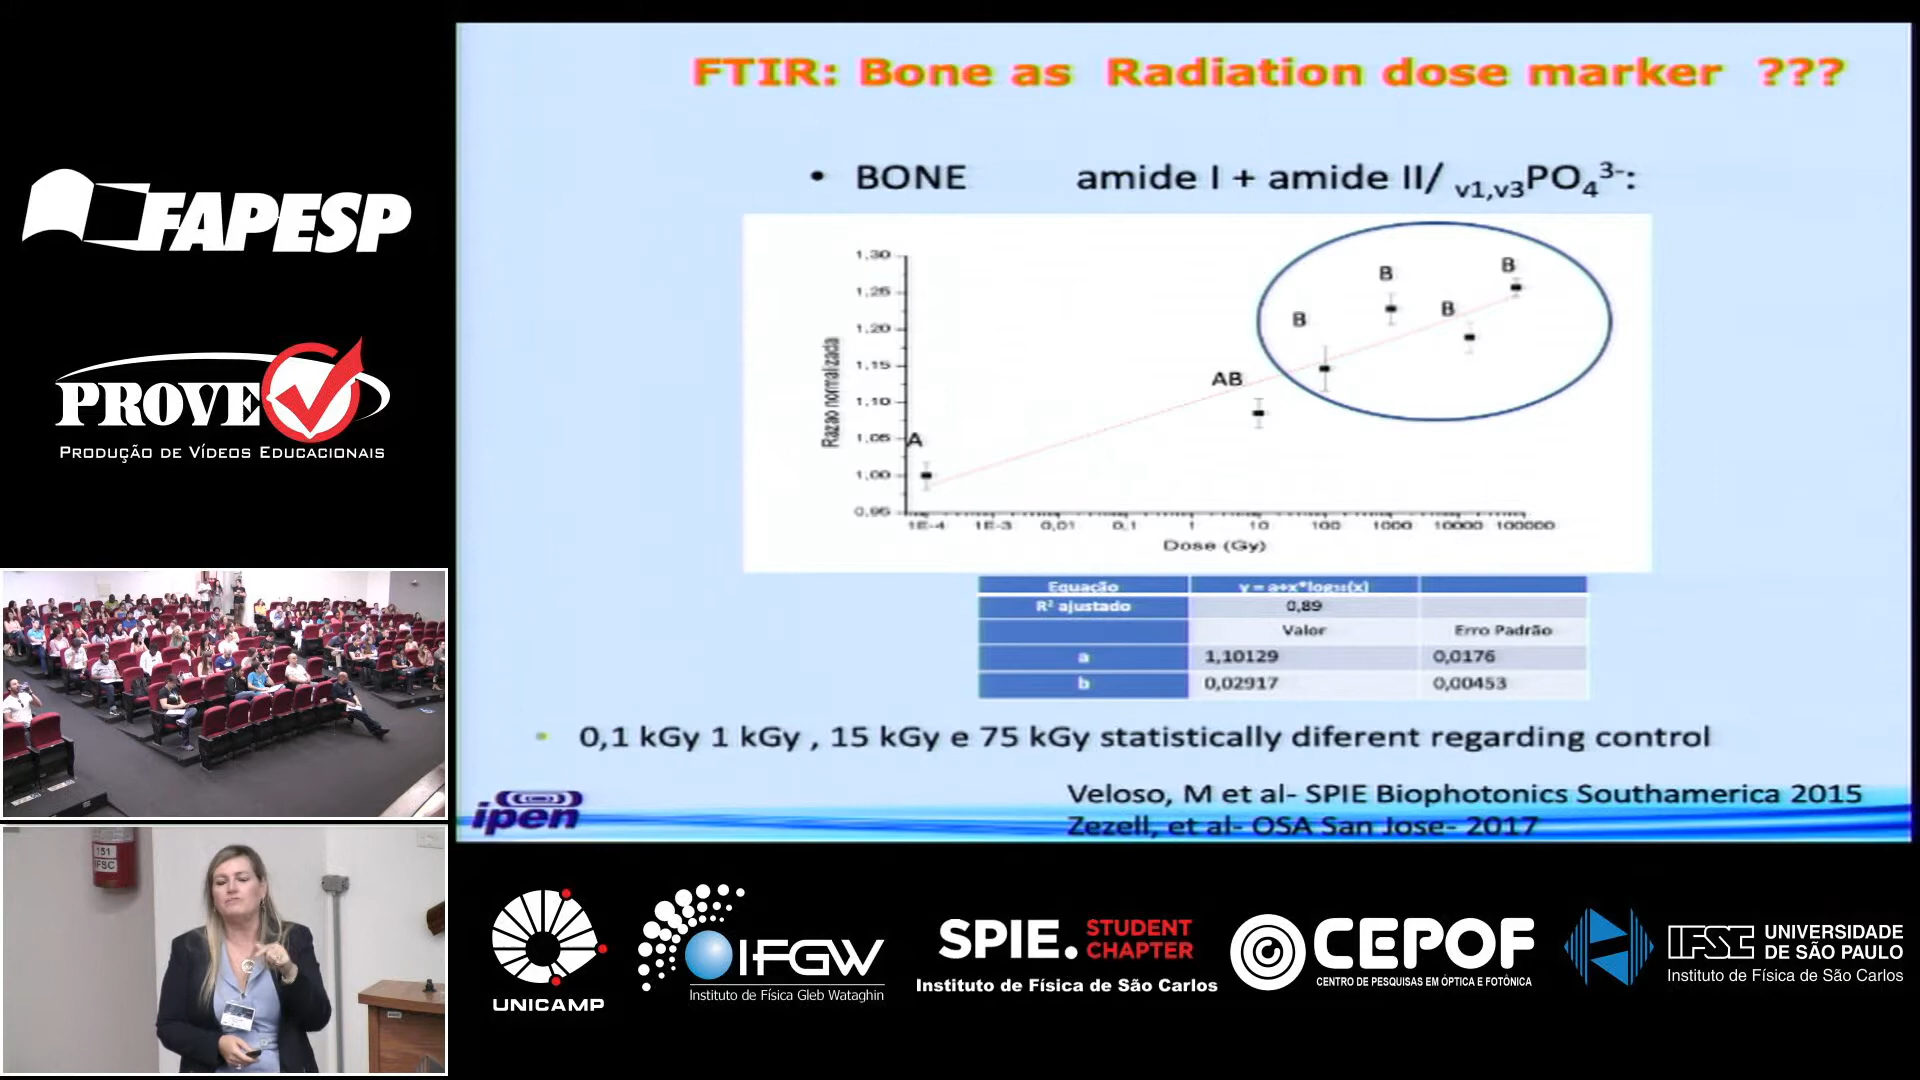 FAPESP
PROVE
PRODUÇÃO DE VÍDEOS EDUCACIONAIS
FTIR: Bone as Radiation dose marker ???
• BONE amide I + amide II/ v1,v3PO4 3-:
1,30
1,25
1,20
1,15
1,10
1,05
1,00
0,95
Razao normalizada
A
AB
B
B
B
B
1E-4 1E-3 0,01 0,1 1 10 100 1000 10000 100000
Dose (Gy)
Equação
R² ajustado 0,89
Valor Erro Padrão
a 1,10129 0,0176
b 0,02917 0,00453
• 0,1 kGy 1 kGy , 15 kGy e 75 kGy statistically diferent regarding control
Veloso, M et al- SPIE Biophotonics Southamerica 2015
Zezell, et al- OSA San Jose- 2017
ipen
151
IFSC
UNICAMP
IFGW
Instituto de Física Gleb Wataghin
SPIE. STUDENT CHAPTER
Instituto de Física de São Carlos
CEPOF
CENTRO DE PESQUISAS EM ÓPTICA E FOTÔNICA
IFSC UNIVERSIDADE DE SÃO PAULO
Instituto de Física de São Carlos